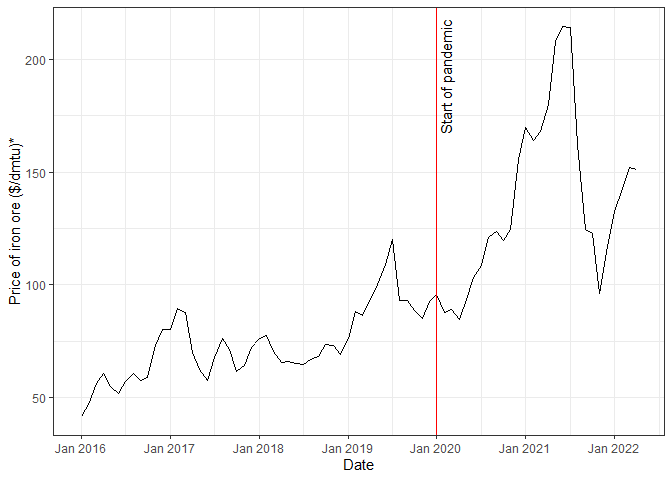 Price of iron ore ($/dmtu)*
200
150
100
50
Start of pandemic
Jan 2016 Jan 2017 Jan 2018 Jan 2019 Jan 2020 Jan 2021 Jan 2022
Date